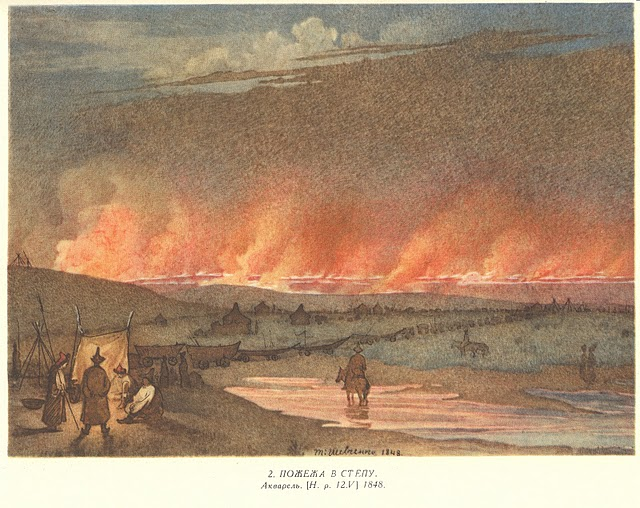 Т. Шевченко 1848.
2. ПОЖЕЖА В СТЕПУ.
Акварель. [Н. р. 12.V] 1848.